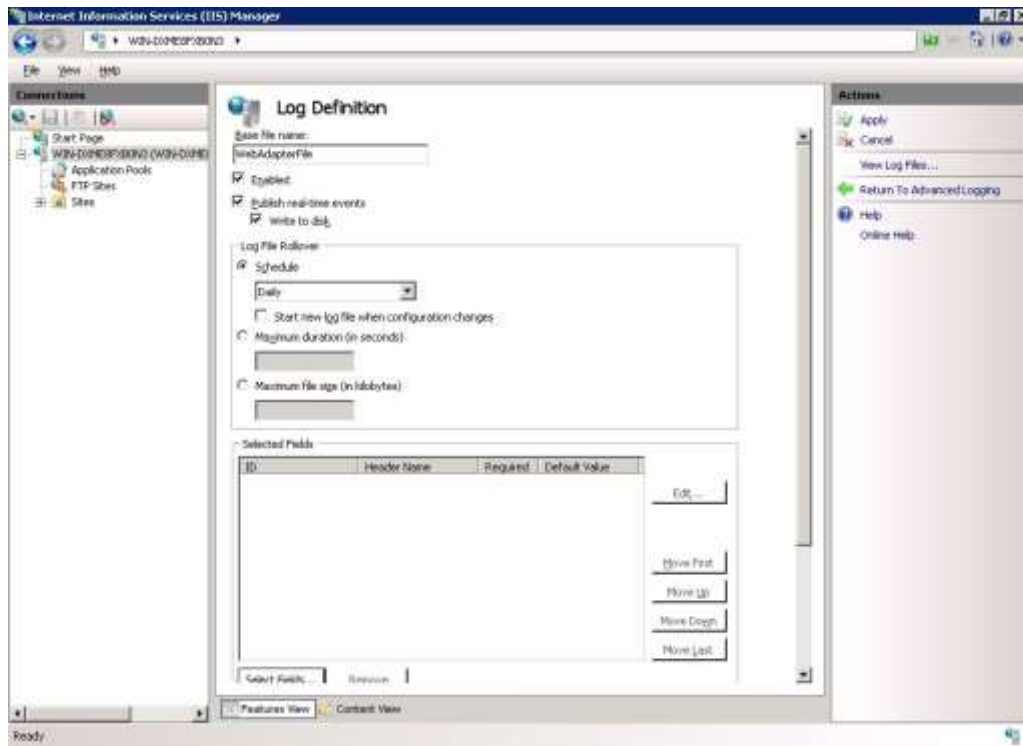 Internet Information Services (IIS) Manager
File View Help
Connections
Start Page
Application Pools
FTP Sites
Sites
Log Definition
Base file name:
WebAdapterFile
Enabled
Publish real-time events
Write to disk
Log File Rollover
Schedule
Daily
Start new log file when configuration changes
Maximum duration (in seconds)
Maximum file size (in kilobytes)
Selected Fields
ID Header Name Required Default Value
Edit...
Move First
Move Up
Move Down
Move Last
Select Fields... Remove
Features View Content View
Actions
Apply
Cancel
View Log Files...
Return To Advanced Logging
Help
Online Help
Ready